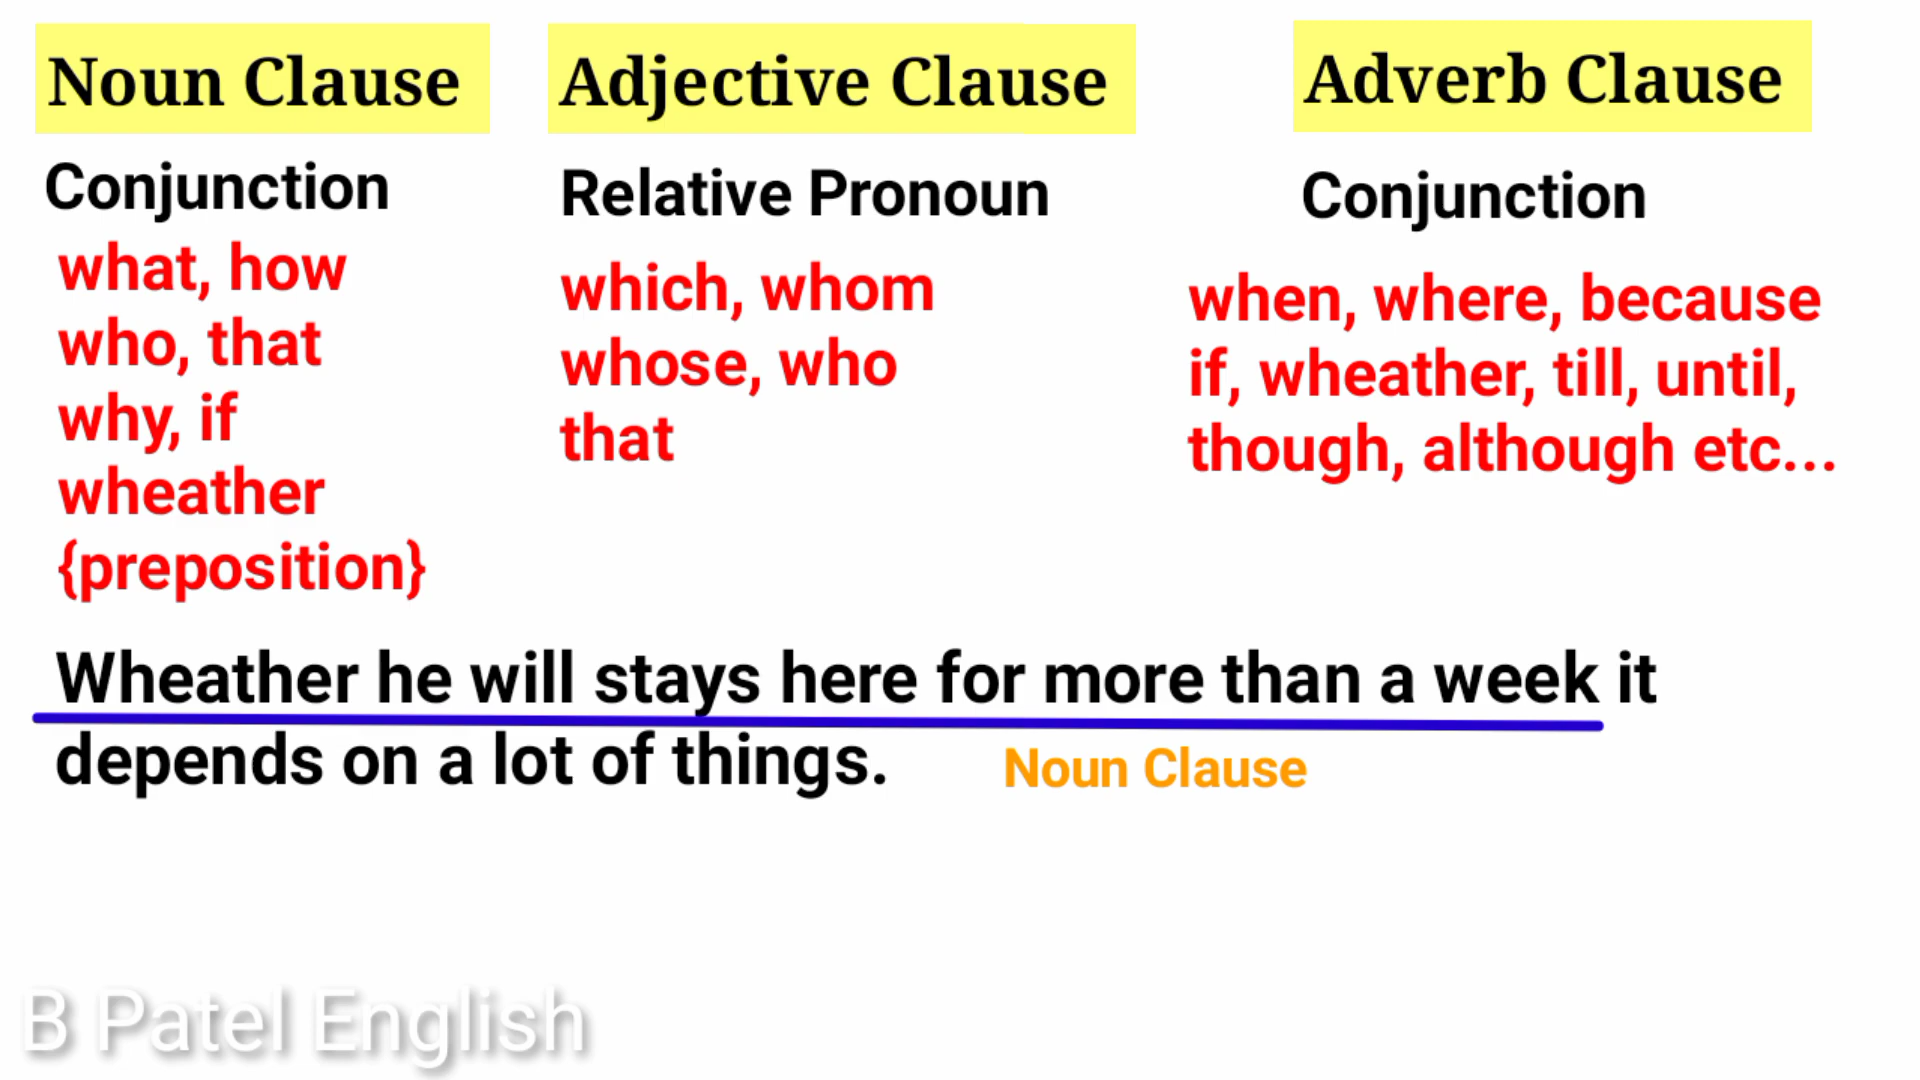 Noun Clause
Conjunction
what, how
who, that
why, if
wheather
{preposition}
Adjective Clause
Relative Pronoun
which, whom
whose, who
that
Adverb Clause
Conjunction
when, where, because
if, wheather, till, until,
though, although etc...
Wheather he will stays here for more than a week it
depends on a lot of things.
Noun Clause
B Patel English